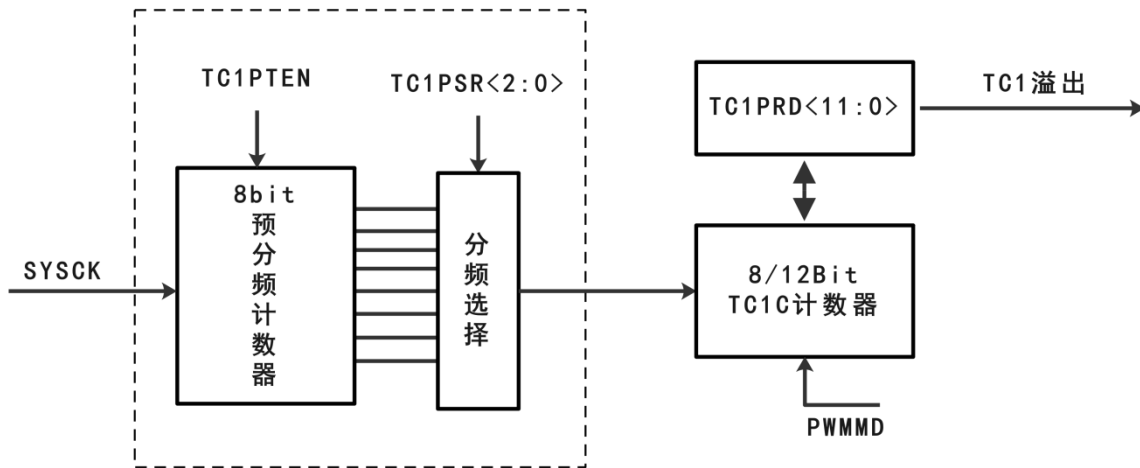 TC1PTEN
TC1PSR<2:0>
TC1PRD<11:0>
TC1溢出
8bit
预
分
频
计
数
器
分
频
选
择
SYSCK
8/12Bit
TC1C计数器
PWMMD